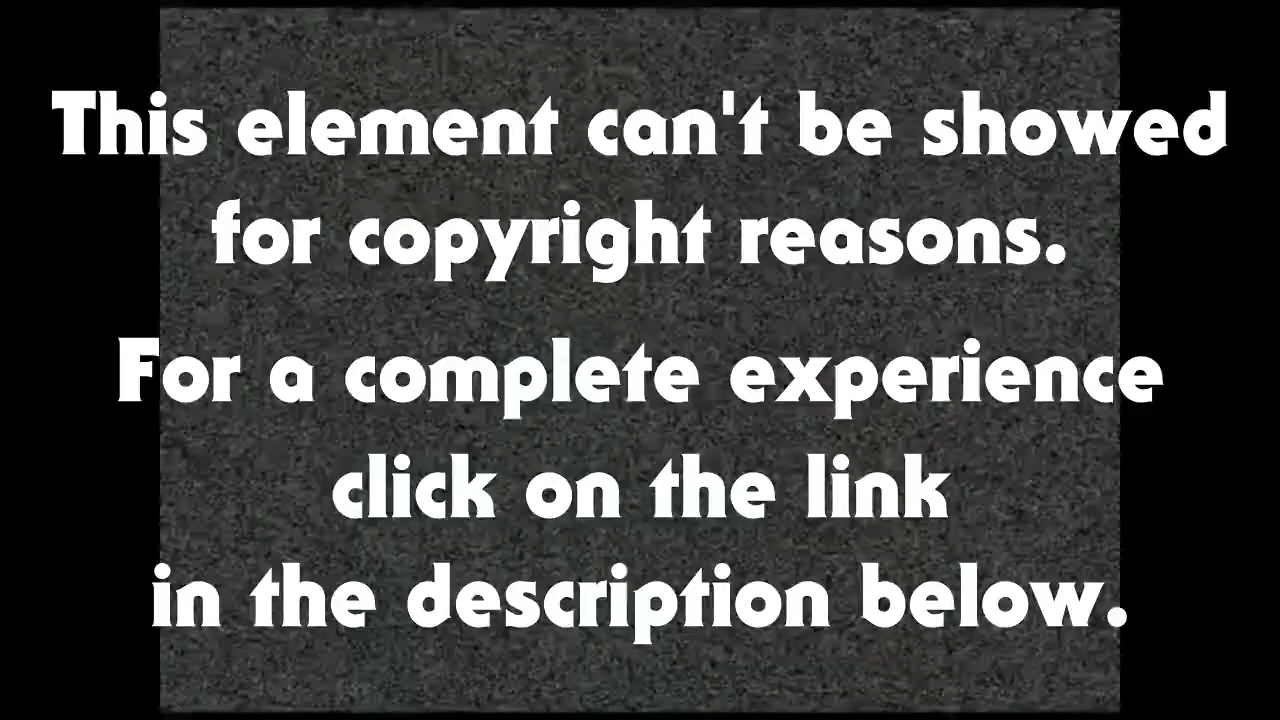 This element can't be showed
for copyright reasons.
For a complete experience
click on the link
in the description below.